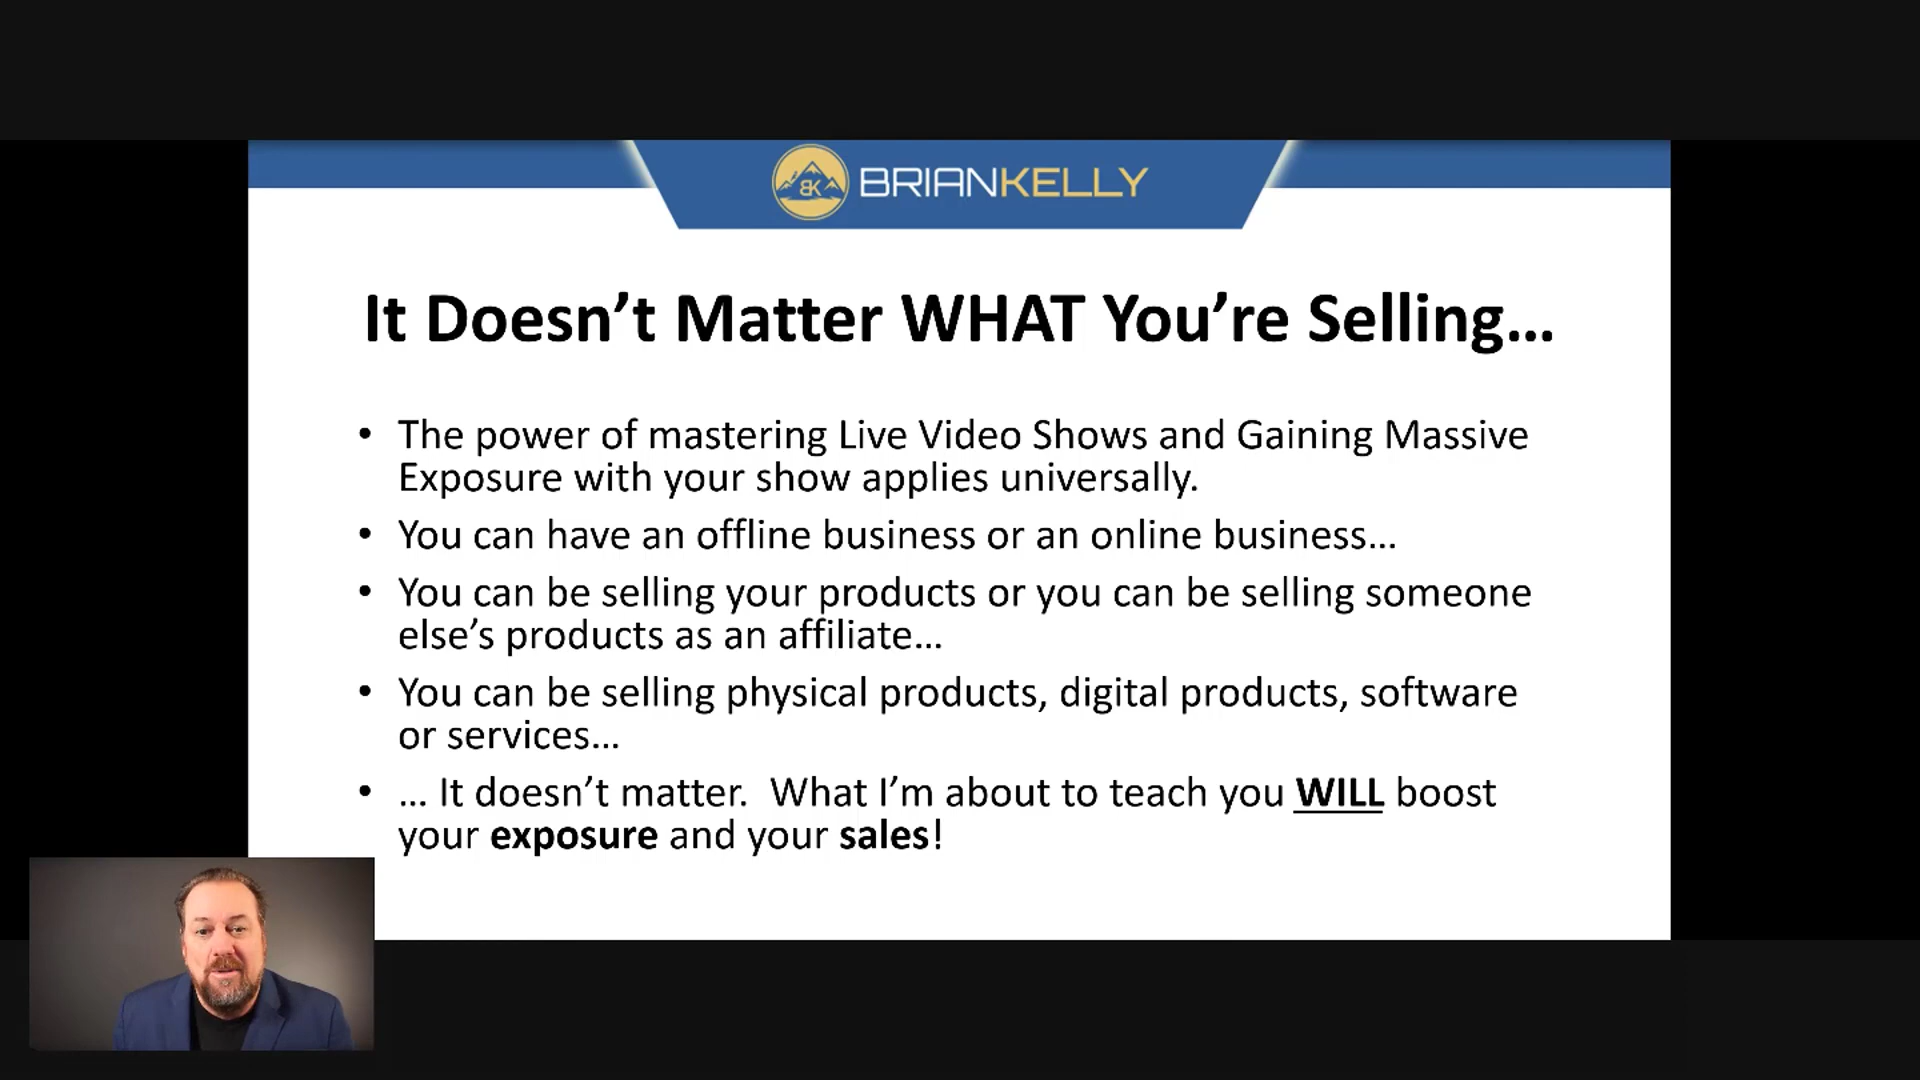 BK BRIANKELLY
It Doesn’t Matter WHAT You’re Selling…
• The power of mastering Live Video Shows and Gaining Massive
Exposure with your show applies universally.
• You can have an offline business or an online business…
• You can be selling your products or you can be selling someone
else’s products as an affiliate…
• You can be selling physical products, digital products, software
or services…
• … It doesn’t matter.  What I’m about to teach you WILL boost
your exposure and your sales!